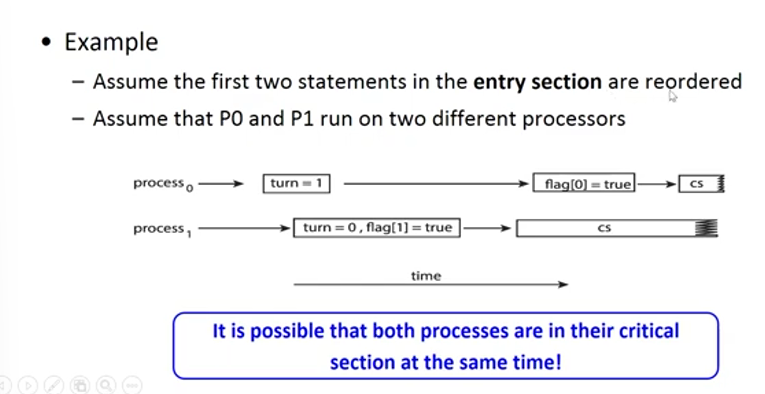 • Example
– Assume the first two statements in the entry section are reordered
– Assume that P0 and P1 run on two different processors
process0 turn = 1 flag[0] = true cs
process1 turn = 0 , flag[1] = true cs
time
It is possible that both processes are in their critical
section at the same time!